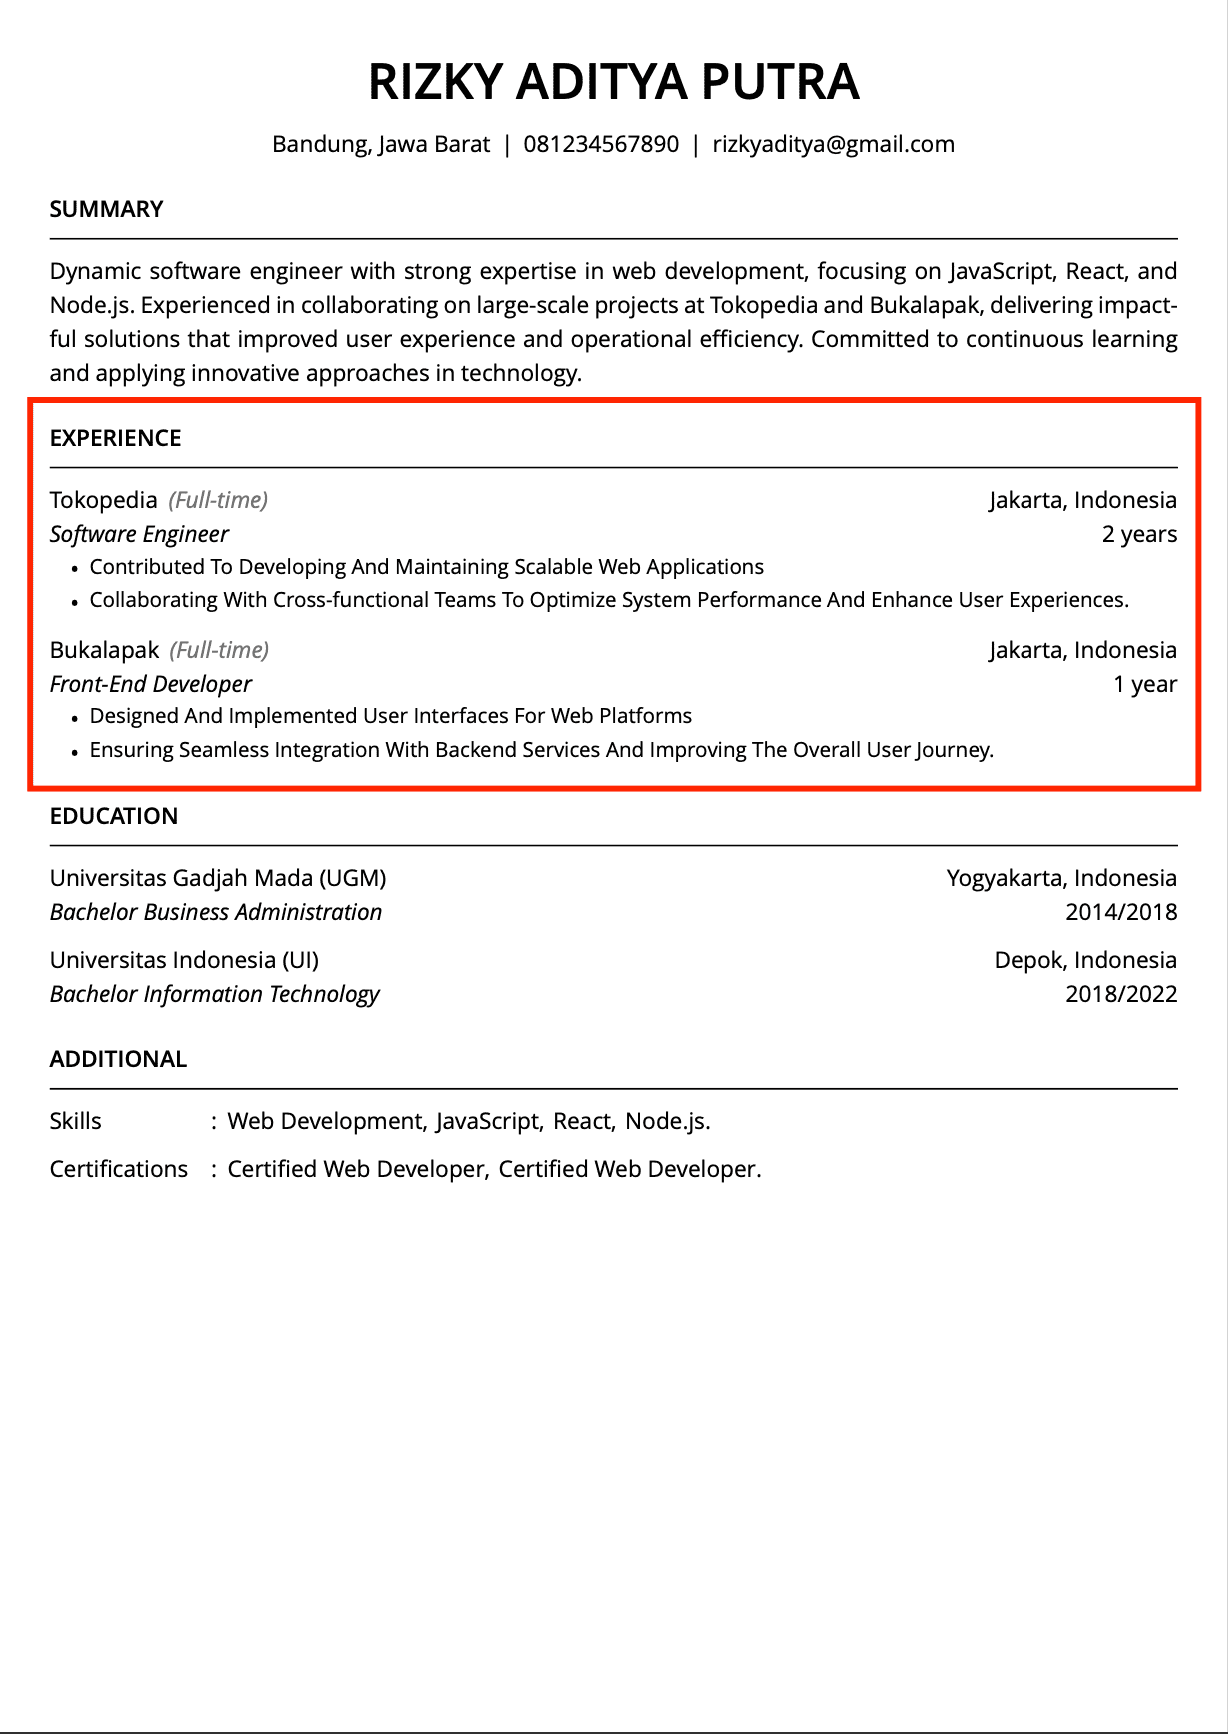 RIZKY ADITYA PUTRA
Bandung, Jawa Barat | 081234567890 | rizkyaditya@gmail.com
SUMMARY
Dynamic software engineer with strong expertise in web development, focusing on JavaScript, React, and
Node.js. Experienced in collaborating on large-scale projects at Tokopedia and Bukalapak, delivering impact-
ful solutions that improved user experience and operational efficiency. Committed to continuous learning
and applying innovative approaches in technology.
EXPERIENCE
Tokopedia (Full-time) Jakarta, Indonesia
Software Engineer 2 years
• Contributed To Developing And Maintaining Scalable Web Applications
• Collaborating With Cross-functional Teams To Optimize System Performance And Enhance User Experiences.
Bukalapak (Full-time) Jakarta, Indonesia
Front-End Developer 1 year
• Designed And Implemented User Interfaces For Web Platforms
• Ensuring Seamless Integration With Backend Services And Improving The Overall User Journey.
EDUCATION
Universitas Gadjah Mada (UGM) Yogyakarta, Indonesia
Bachelor Business Administration 2014/2018
Universitas Indonesia (UI) Depok, Indonesia
Bachelor Information Technology 2018/2022
ADDITIONAL
Skills : Web Development, JavaScript, React, Node.js.
Certifications : Certified Web Developer, Certified Web Developer.